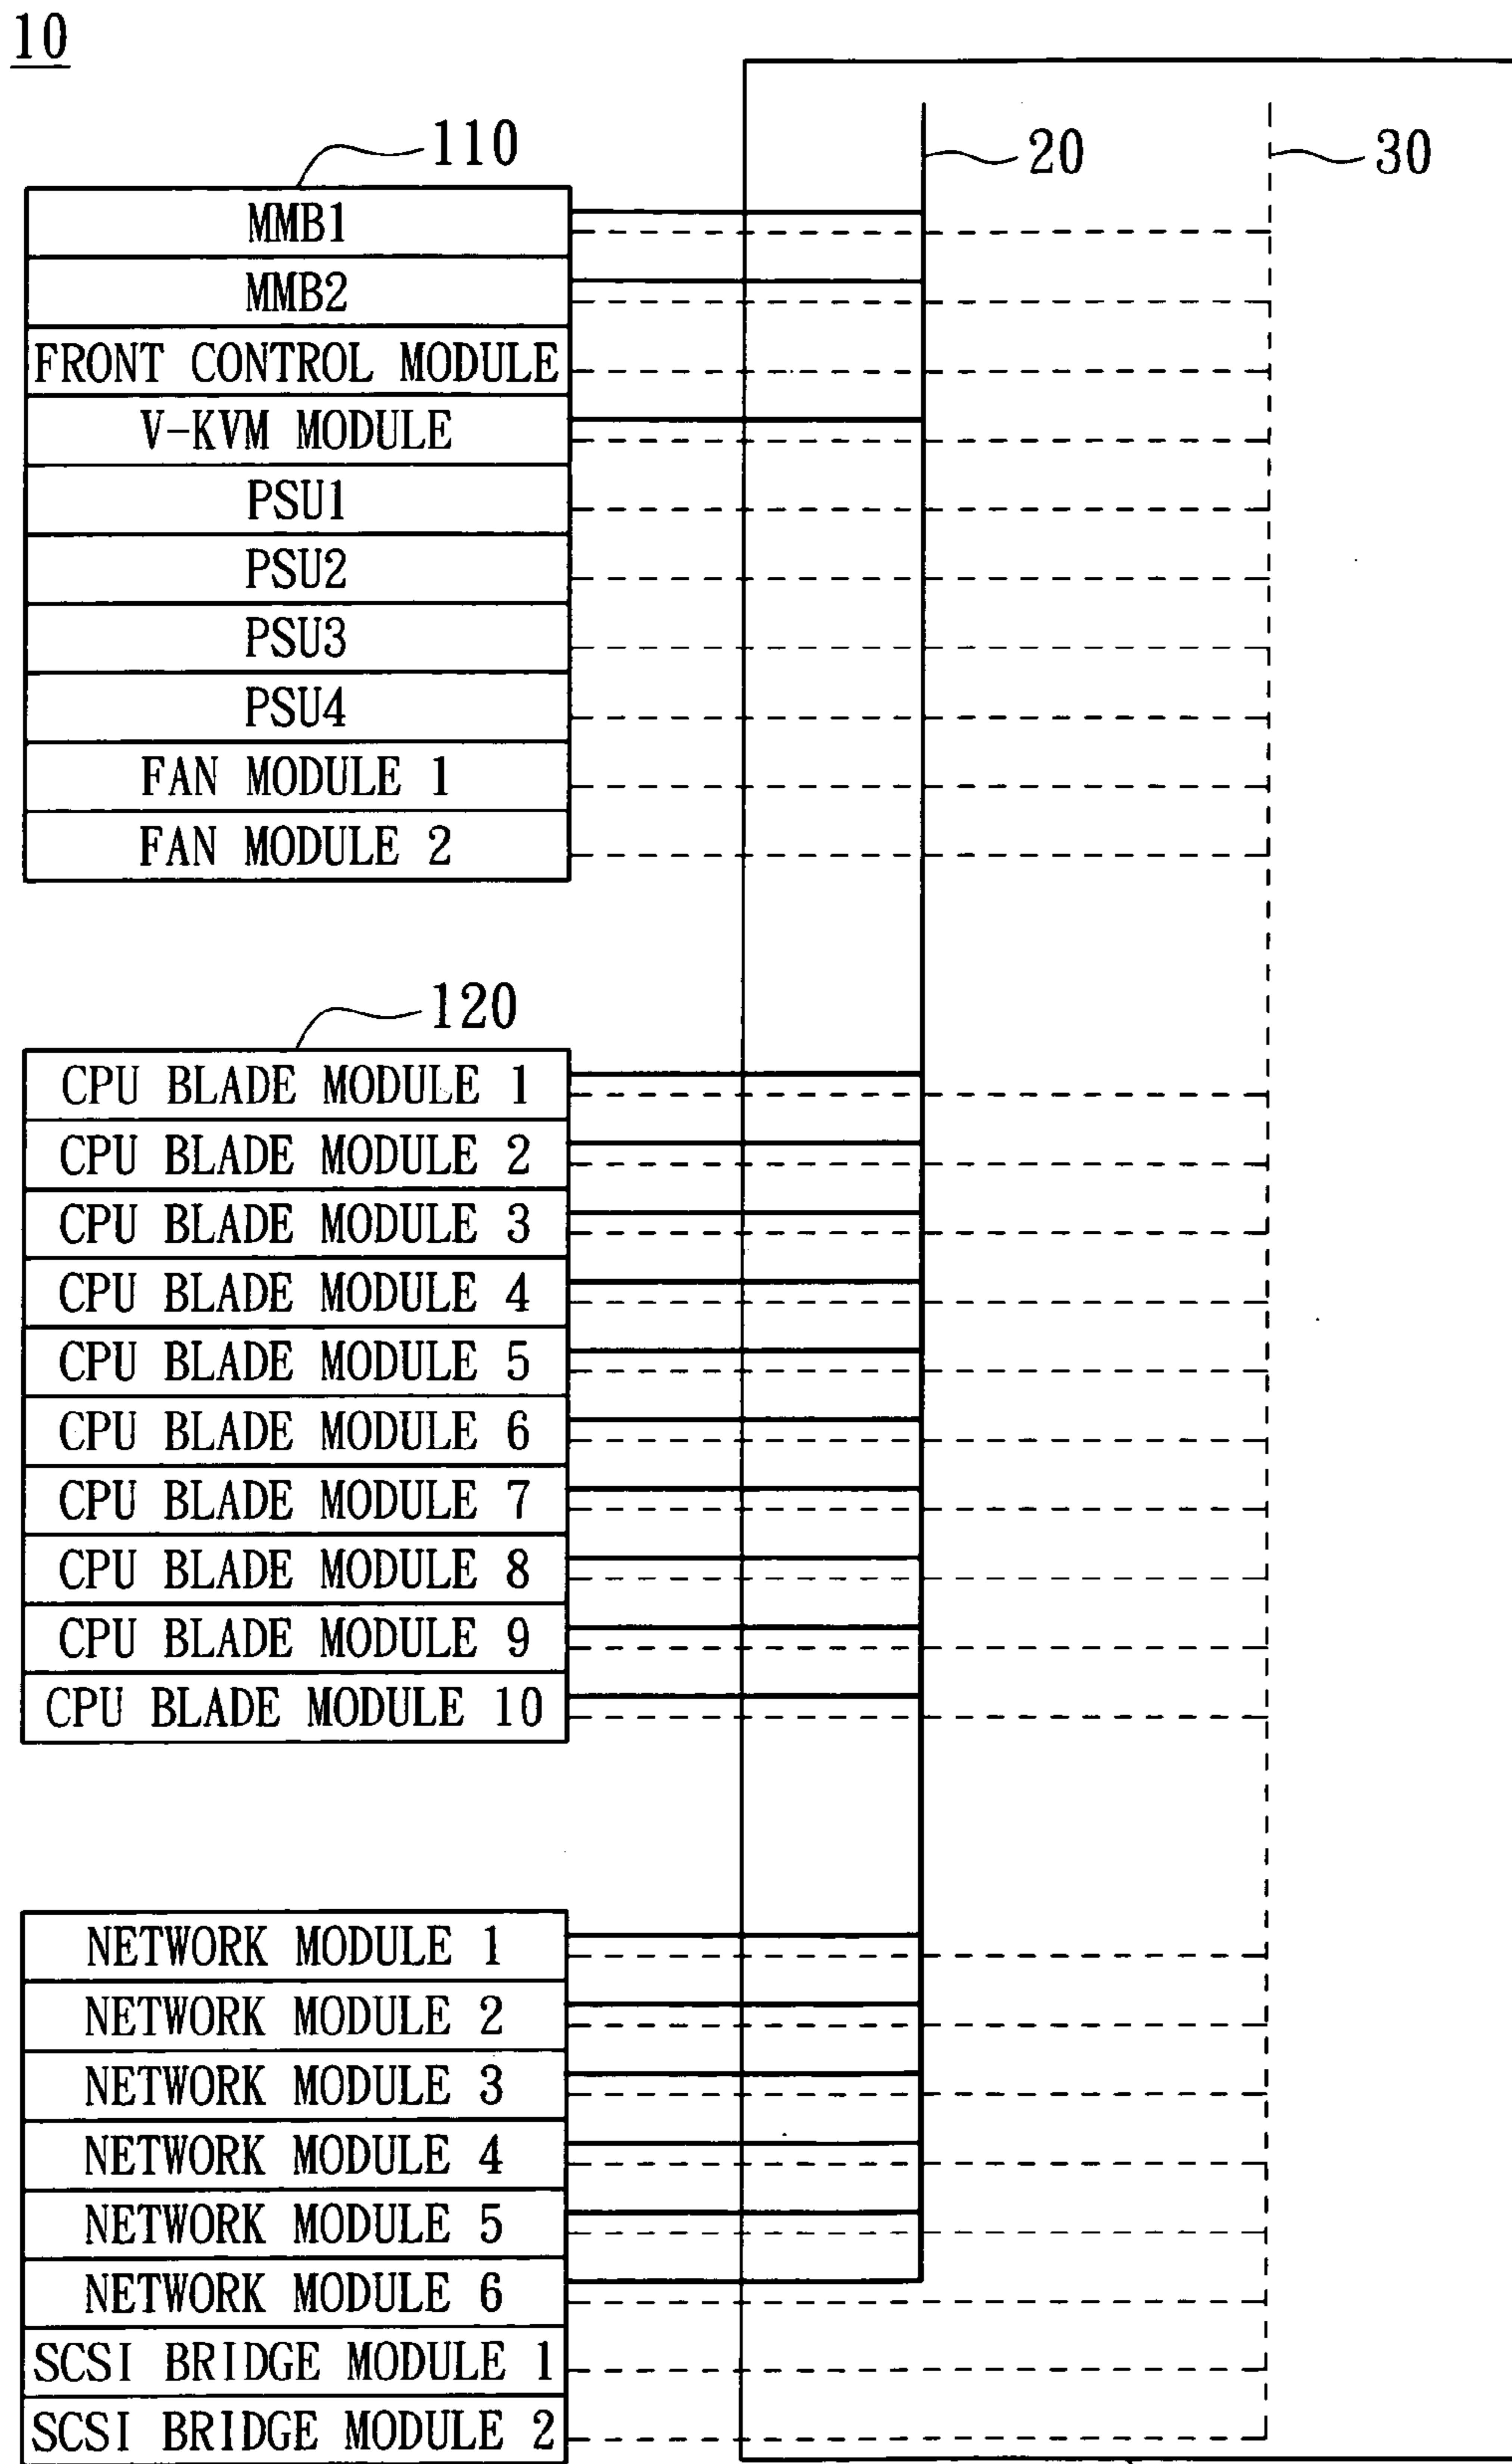 10
110
20
30
MMB1
MMB2
FRONT CONTROL MODULE
V-KVM MODULE
PSU1
PSU2
PSU3
PSU4
FAN MODULE 1
FAN MODULE 2
120
CPU BLADE MODULE 1
CPU BLADE MODULE 2
CPU BLADE MODULE 3
CPU BLADE MODULE 4
CPU BLADE MODULE 5
CPU BLADE MODULE 6
CPU BLADE MODULE 7
CPU BLADE MODULE 8
CPU BLADE MODULE 9
CPU BLADE MODULE 10
NETWORK MODULE 1
NETWORK MODULE 2
NETWORK MODULE 3
NETWORK MODULE 4
NETWORK MODULE 5
NETWORK MODULE 6
SCSI BRIDGE MODULE 1
SCSI BRIDGE MODULE 2